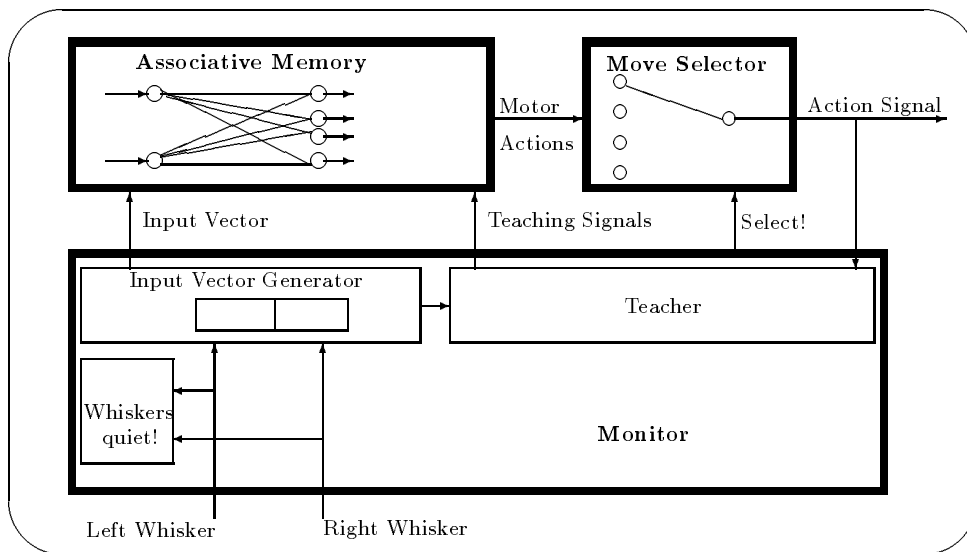 Associative Memory
Move Selector
Motor
Actions
Action Signal
Input Vector
Teaching Signals
Select!
Input Vector Generator
Teacher
Whiskers
quiet!
Monitor
Left Whisker
Right Whisker